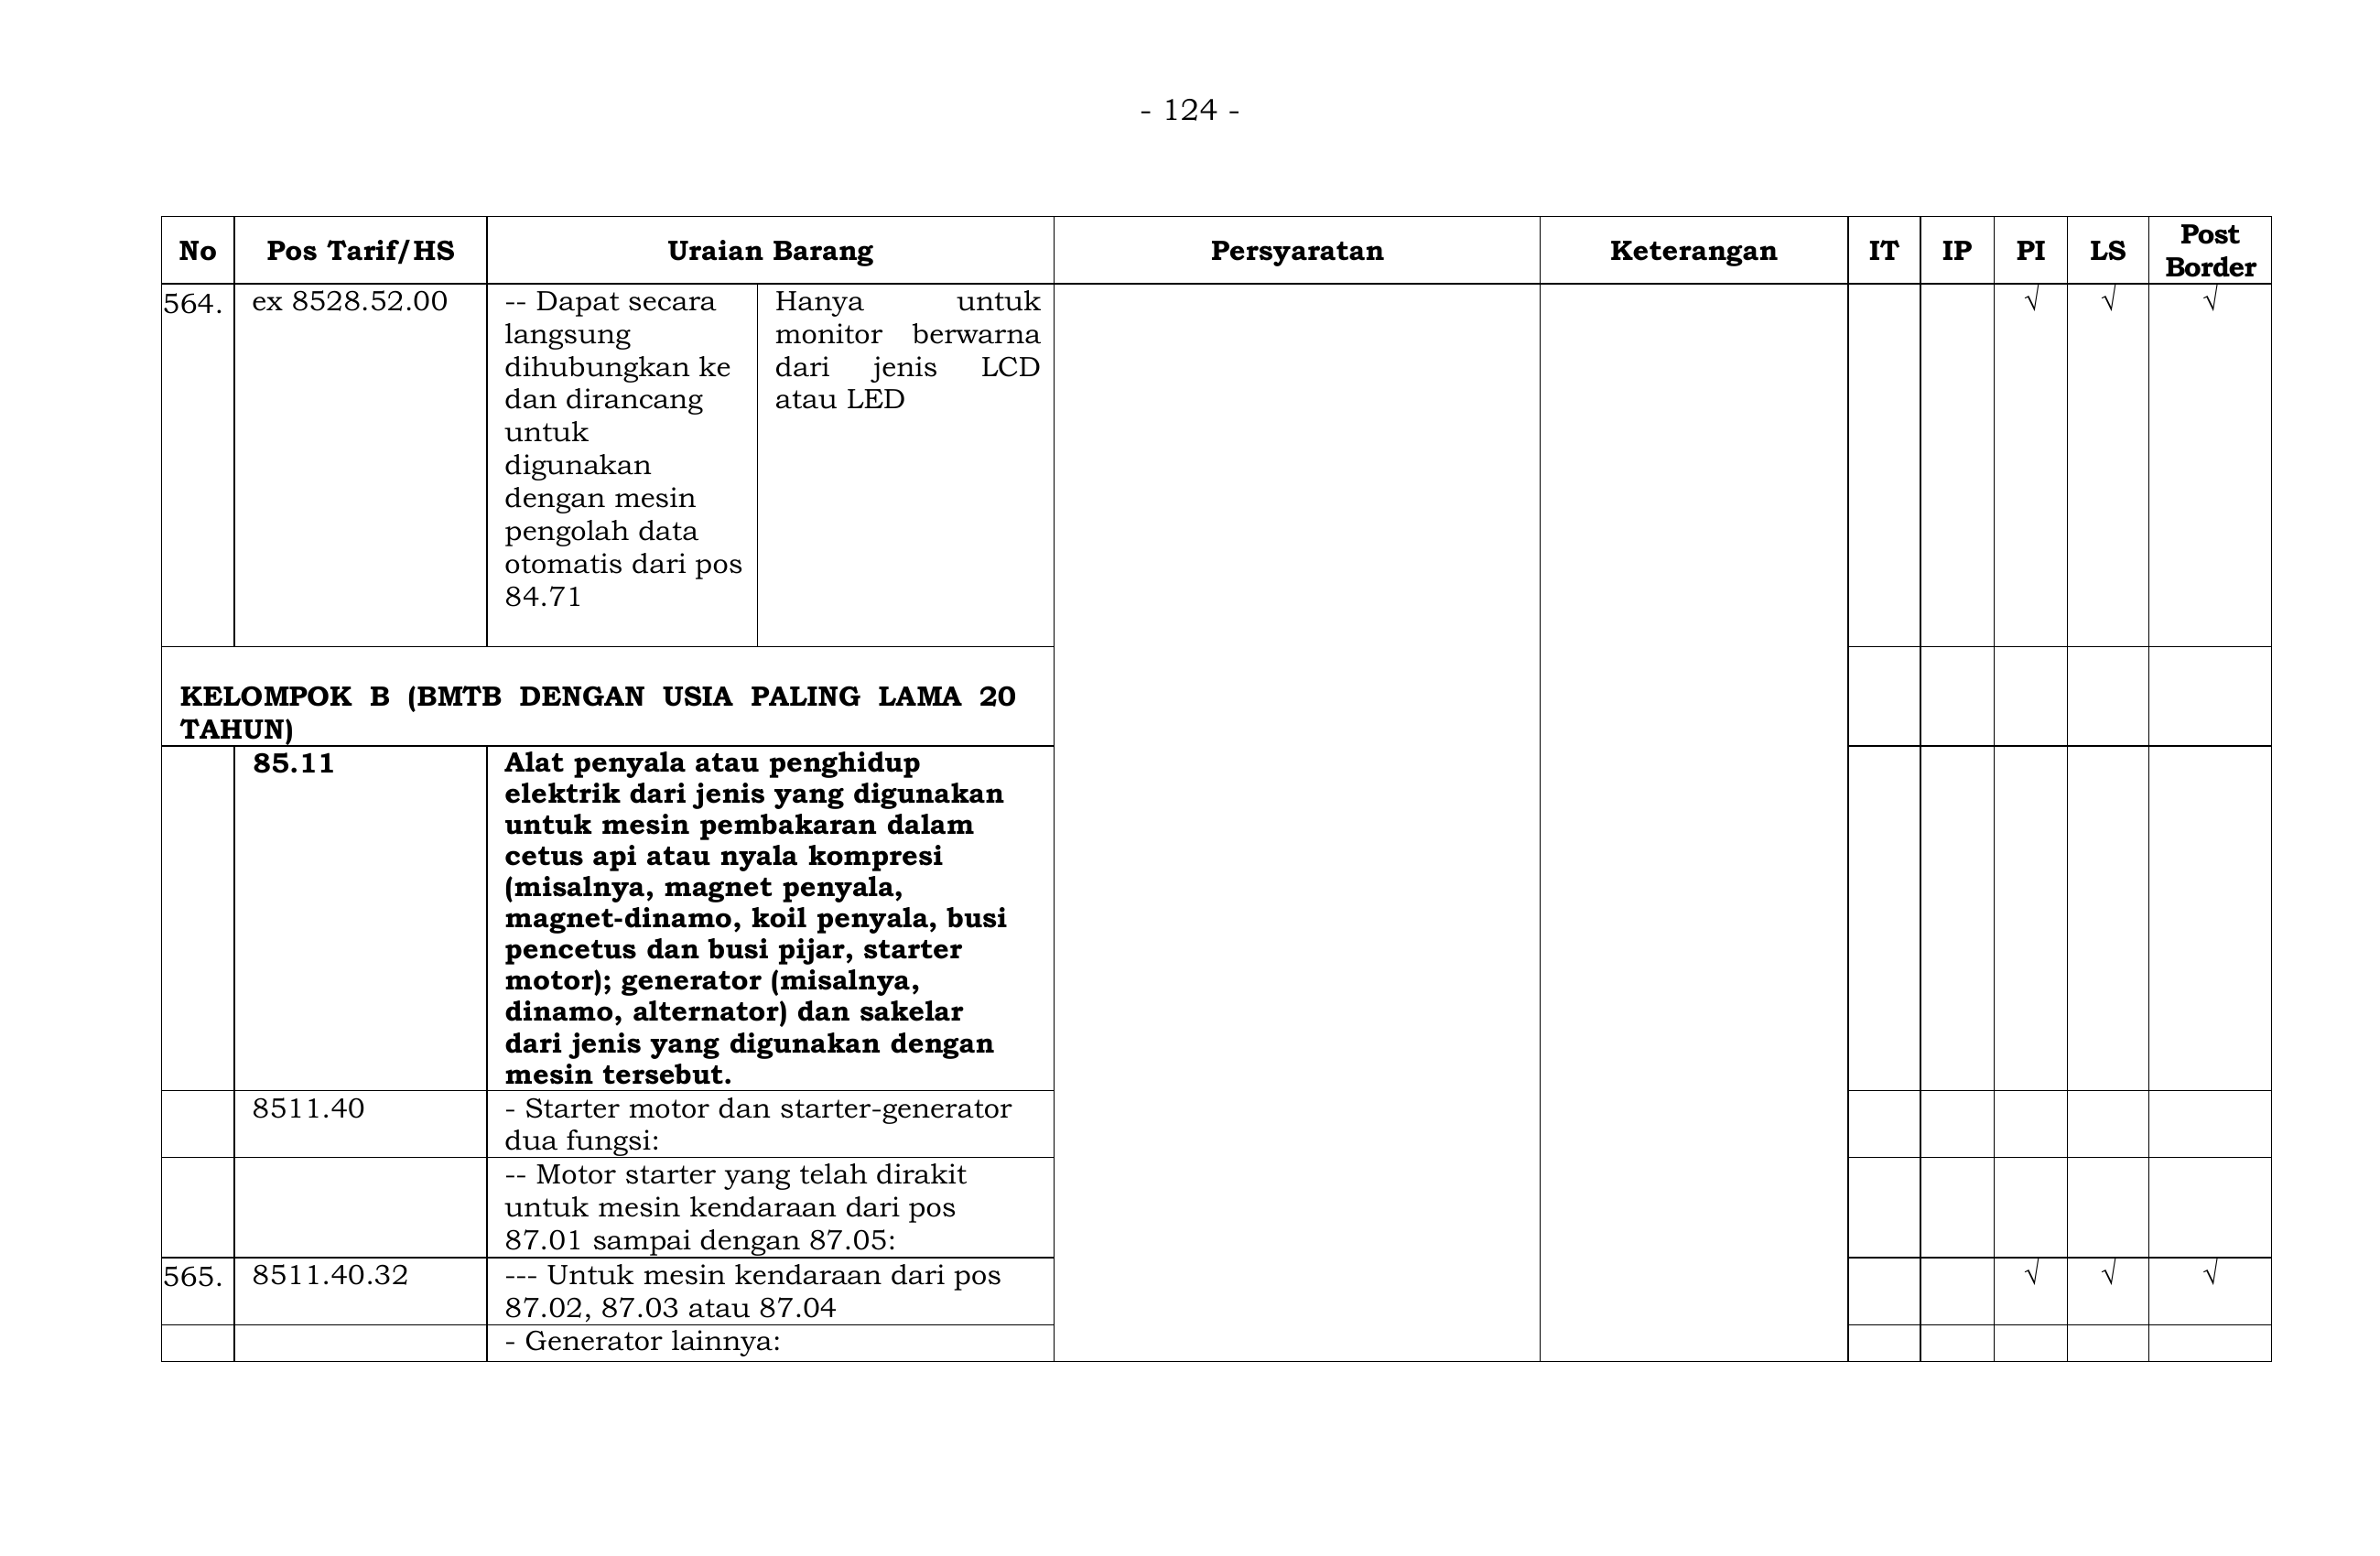 - 124 -
No Pos Tarif/HS Uraian Barang Persyaratan Keterangan IT IP PI LS Post Border
564. ex 8528.52.00 -- Dapat secara Hanya untuk √ √ √
langsung monitor berwarna
dihubungkan ke dari jenis LCD
dan dirancang atau LED
untuk
digunakan
dengan mesin
pengolah data
otomatis dari pos
84.71
KELOMPOK B (BMTB DENGAN USIA PALING LAMA 20
TAHUN)
85.11 Alat penyala atau penghidup
elektrik dari jenis yang digunakan
untuk mesin pembakaran dalam
cetus api atau nyala kompresi
(misalnya, magnet penyala,
magnet-dinamo, koil penyala, busi
pencetus dan busi pijar, starter
motor); generator (misalnya,
dinamo, alternator) dan sakelar
dari jenis yang digunakan dengan
mesin tersebut.
8511.40 - Starter motor dan starter-generator
dua fungsi:
-- Motor starter yang telah dirakit
untuk mesin kendaraan dari pos
87.01 sampai dengan 87.05:
565. 8511.40.32 --- Untuk mesin kendaraan dari pos √ √ √
87.02, 87.03 atau 87.04
- Generator lainnya: